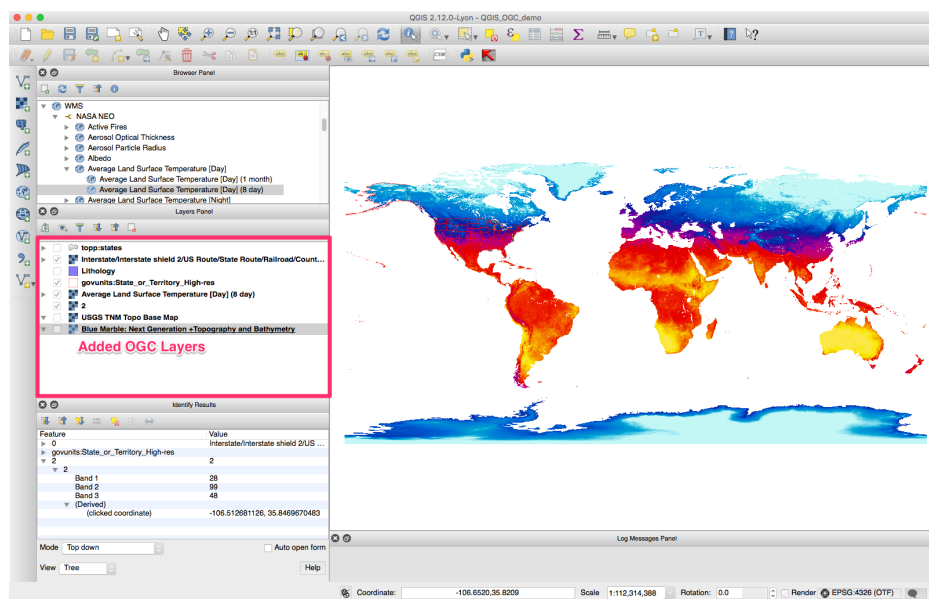 QGIS 2.12.0-Lyon - QGIS_OGC_demo
Browser Panel
WMS
NASA NEO
Active Fires
Aerosol Optical Thickness
Aerosol Particle Radius
Albedo
Average Land Surface Temperature [Day]
Average Land Surface Temperature [Day] (1 month)
Average Land Surface Temperature [Day] (8 day)
Average Land Surface Temperature [Night]
Layers Panel
topp:states
Interstate/Interstate shield 2/US Route/State Route/Railroad/Count...
Lithology
govunits:State_or_Territory_High-res
Average Land Surface Temperature [Day] (8 day)
2
USGS TNM Topo Base Map
Blue Marble: Next Generation +Topography and Bathymetry
Added OGC Layers
Identify Results
Feature Value
0 Interstate/Interstate shield 2/US ...
govunits:State_or_Territory_High-res
2 2
2
Band 1 28
Band 2 99
Band 3 48
(Derived)
(clicked coordinate) -106.512681126, 35.8469670483
Mode Top down Auto open form
View Tree Help
Log Messages Panel
Coordinate: -106.6520,35.8209 Scale 1:112,314,388 Rotation: 0.0 Render EPSG:4326 (OTF)